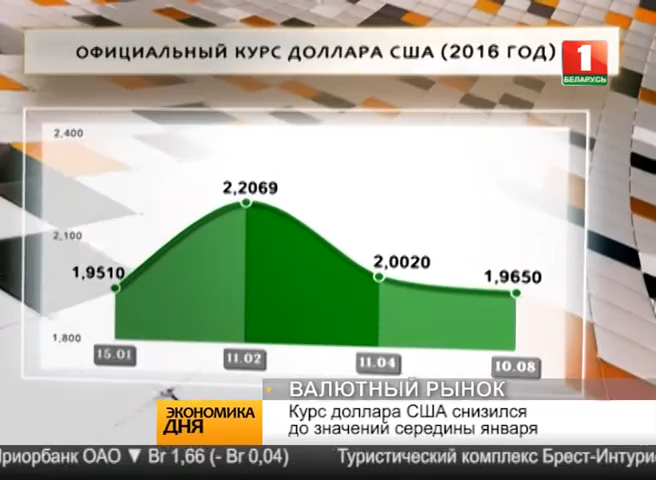 ОФИЦИАЛЬНЫЙ КУРС ДОЛЛАРА США (2016 ГОД)
1
БЕЛАРУСЬ
2,400
2,2069
2,100
1,9510
2,0020
1,9650
1,800
15.01
11.02
11.04
10.08
ВАЛЮТНЫЙ РЫНОК
ЭКОНОМИКА
ДНЯ
Курс доллара США снизился
до значений середины января
Приорбанк ОАО ▼ Br 1,66 (- Br 0,04) Туристический комплекс Брест-Интурис